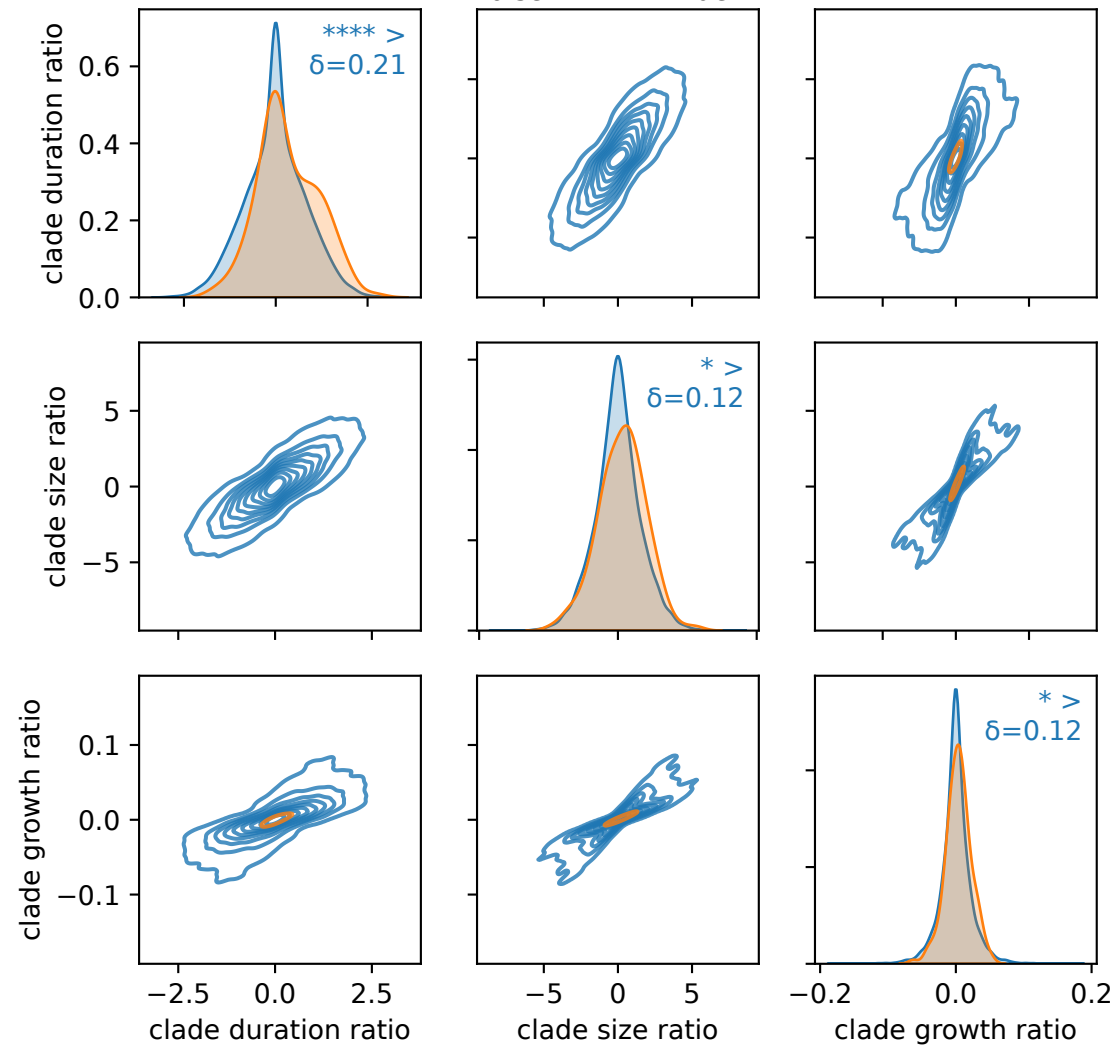 clade duration ratio
0.6
0.4
0.2
0.0
**** >
δ=0.21
clade size ratio
5
0
−5
* >
δ=0.12
clade growth ratio
0.1
0.0
−0.1
* >
δ=0.12
−2.5 0.0 2.5
−5 0 5
−0.2 0.0 0.2
clade duration ratio
clade size ratio
clade growth ratio